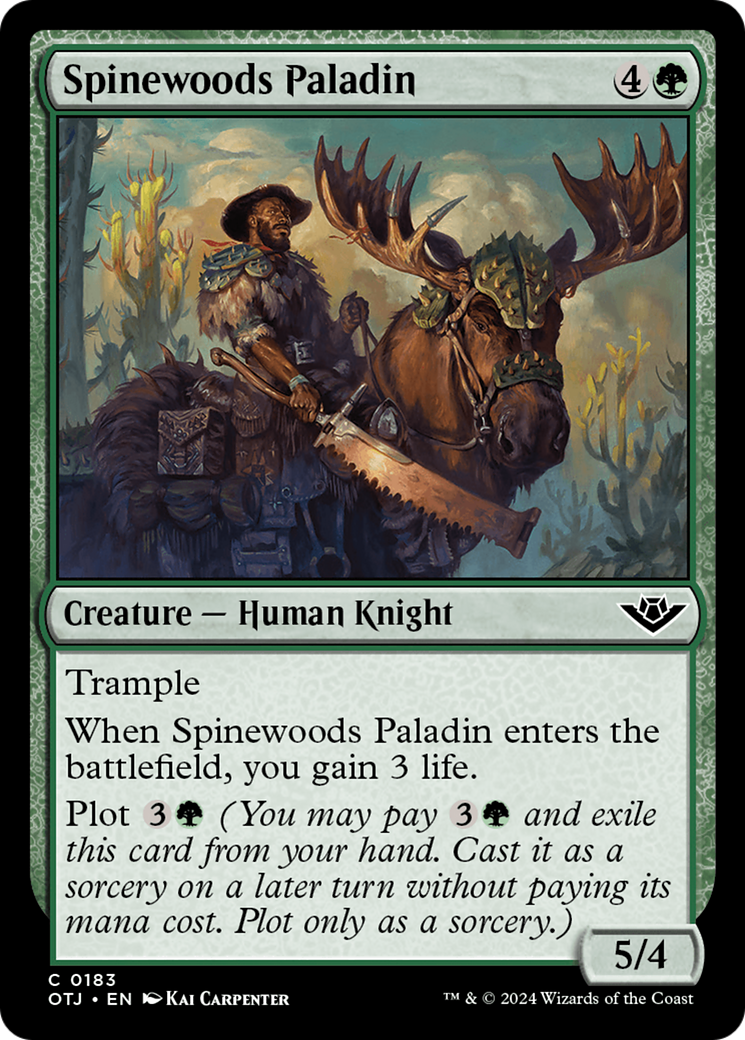 Spinewoods Paladin 4
Creature — Human Knight
Trample
When Spinewoods Paladin enters the
battlefield, you gain 3 life.
Plot 3 (You may pay 3 and exile
this card from your hand. Cast it as a
sorcery on a later turn without paying its
mana cost. Plot only as a sorcery.)
5/4
C 0183
OTJ • EN Kai Carpenter
™ & © 2024 Wizards of the Coast